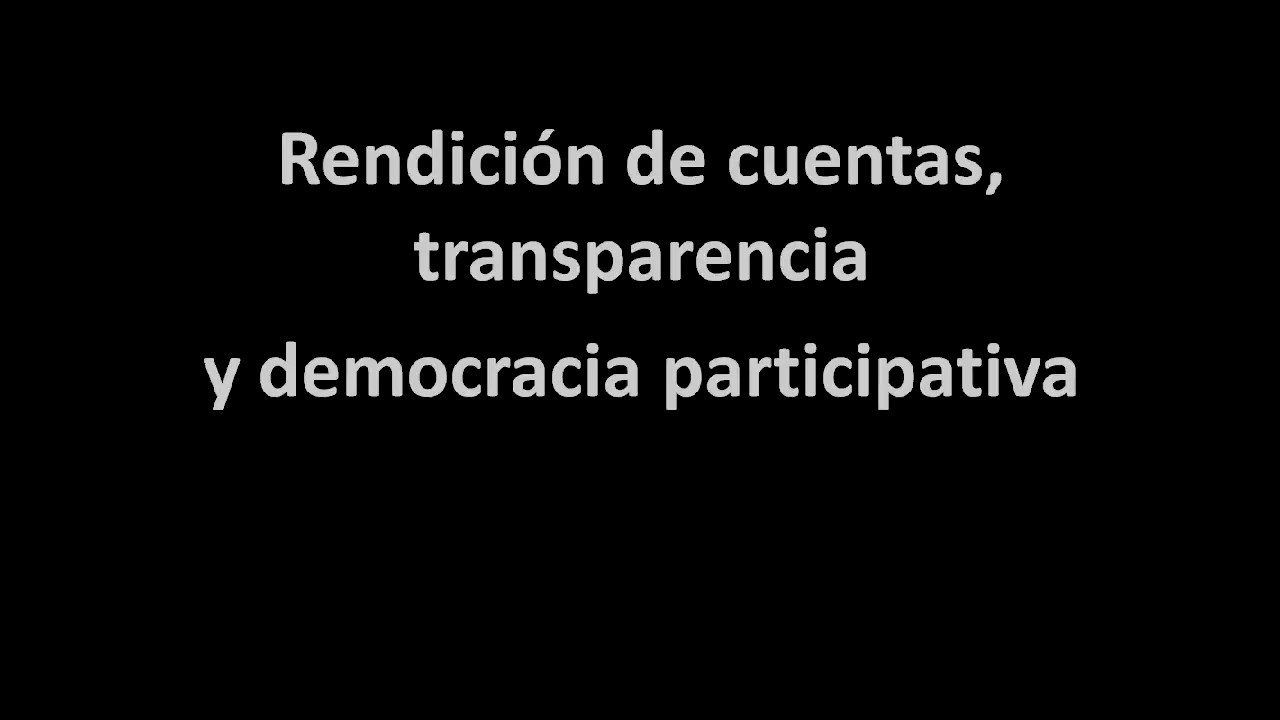 Rendición de cuentas,
transparencia
y democracia participativa